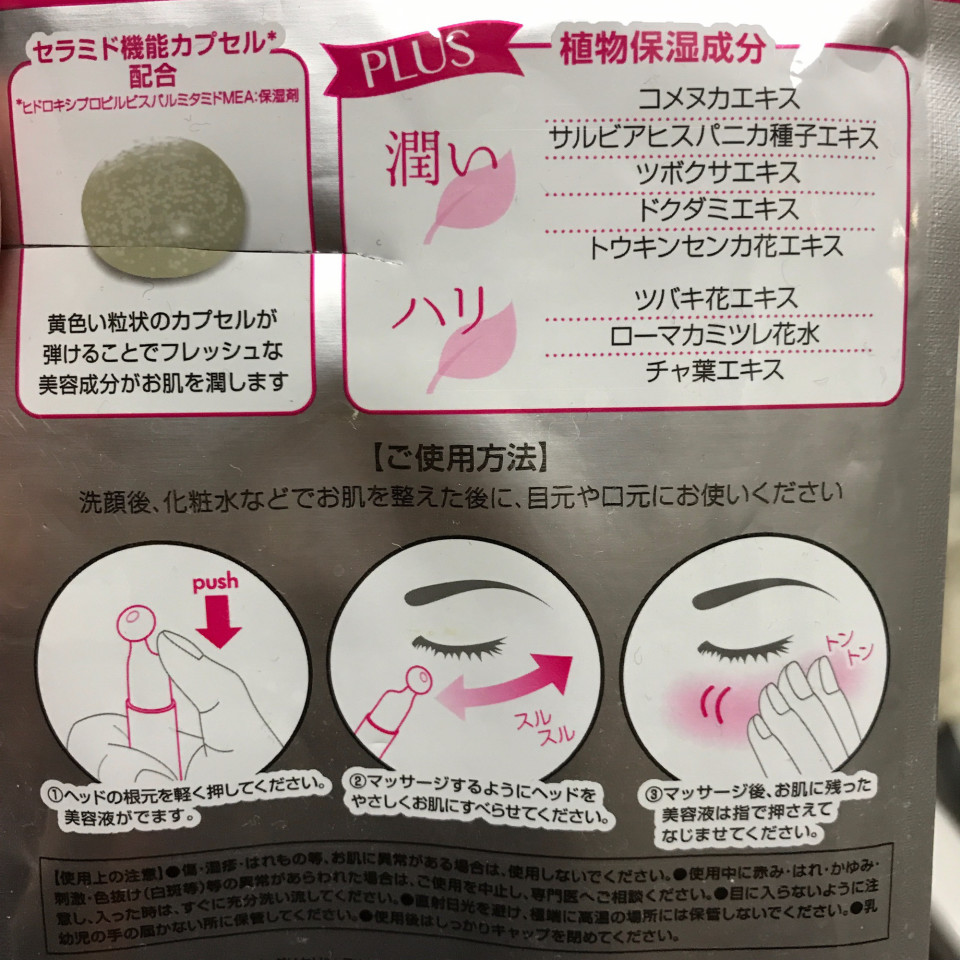 セラミド機能カプセル*
配合
*ヒドロキシプロピルビスパルミタミドMEA:保湿剤
黄色い粒状のカプセルが
弾けることでフレッシュな
美容成分がお肌を潤します
PLUS
植物保湿成分
潤い
コメヌカエキス
サルビアヒスパニカ種子エキス
ツボクサエキス
ドクダミエキス
トウキンセンカ花エキス
ハリ
ツバキ花エキス
ローマカミツレ花水
チャ葉エキス
【ご使用方法】
洗顔後、化粧水などでお肌を整えた後に、目元や口元にお使いください
push
①ヘッドの根元を軽く押してください。
美容液がでます。
スル
スル
②マッサージするようにヘッドを
やさしくお肌にすべらせてください。
トン
トン
③マッサージ後、お肌に残った
美容液は指で押さえて
なじませてください。
【使用上の注意】●傷・湿疹・はれもの等、お肌に異常がある場合は、使用しないでください。●使用中に赤み・はれ・かゆみ・
刺激・色抜け(白斑等)等の異常があらわれた場合は、ご使用を中止し、専門医へご相談ください。●目に入らないように注
意し、入った時は、すぐに充分洗い流してください。●直射日光を避け、極端に高温の場所には保管しないでください。●乳
幼児の手の届かない所に保管してください。●使用後はしっかりキャップを閉めてください。